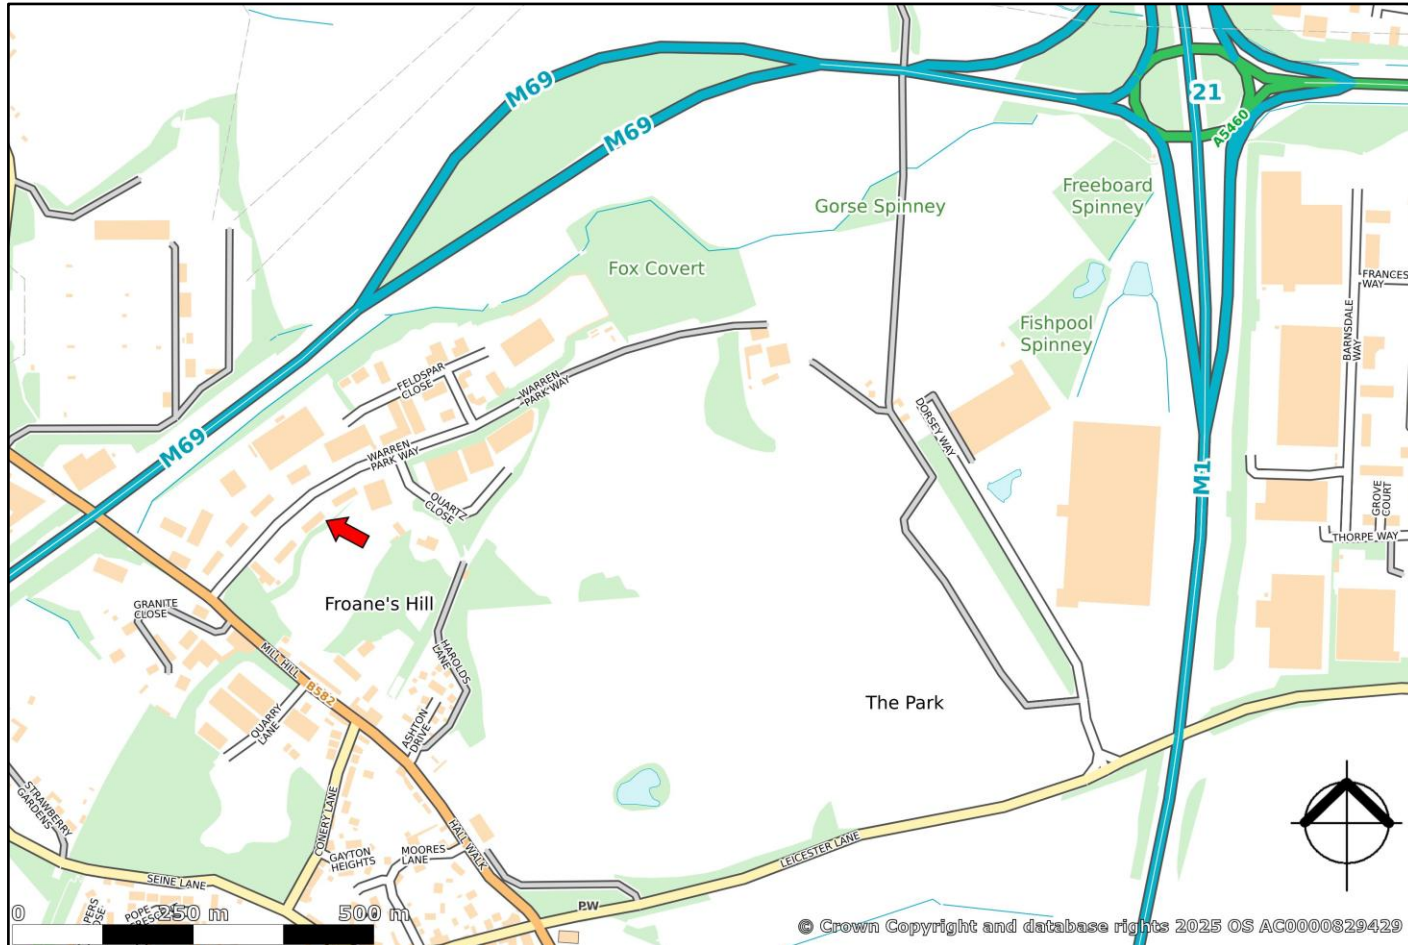 M69
M69
21
A5460
Freeboard
Spinney
Gorse Spinney
Fox Covert
FRANCES
WAY
Fishpool
Spinney
BARNSDALE
WAY
FELDSPAR
CLOSE
WARREN
PARK WAY
DORSEY WAY
M69
WARREN
PARK WAY
M1
QUARTZ
CLOSE
GROVE
COURT
THORPE WAY
GRANITE
CLOSE
Froane's Hill
MILL HILL
B582
HAROLDS
LANE
The Park
QUARRY
LANE
ASHTON
DRIVE
STRAWBERRY
GARDENS
CONERY LANE
HALL WALK
GAYTON
HEIGHTS
MOORES
LANE
LEICESTER LANE
SEINE LANE
PW
0
250 m
500 m
© Crown Copyright and database rights 2025 OS AC0000829429